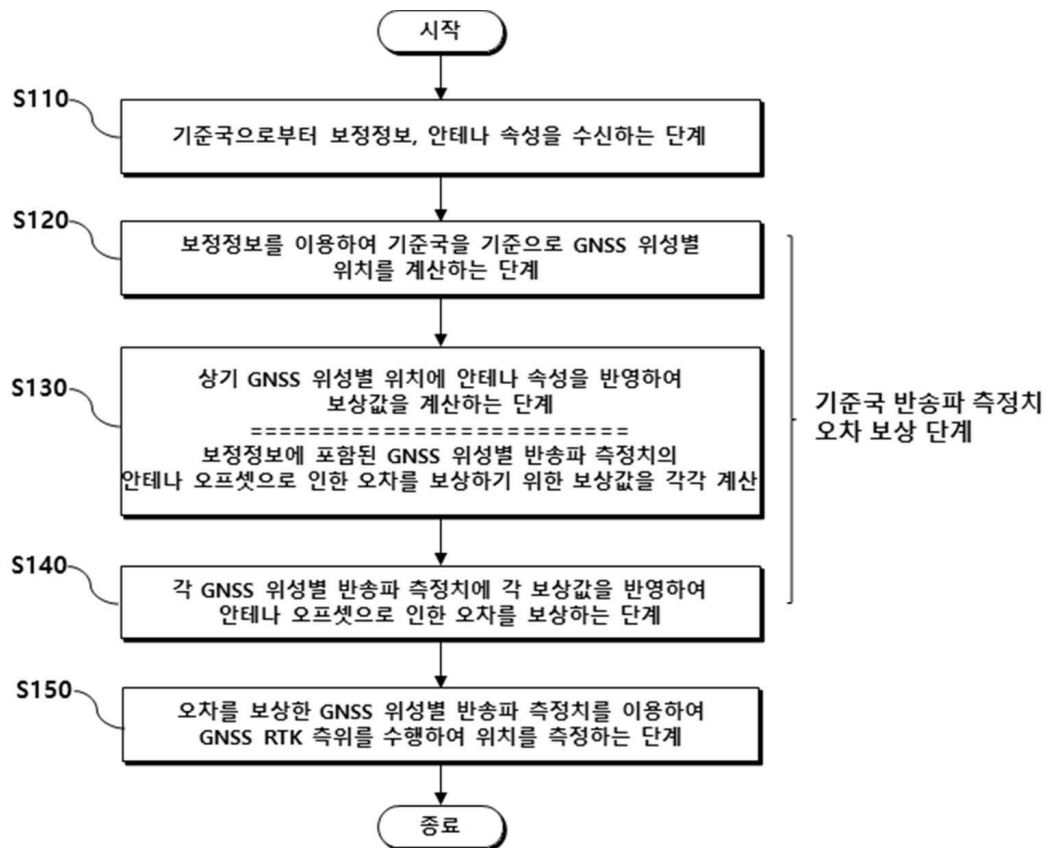 시작
S110
기준국으로부터 보정정보, 안테나 속성을 수신하는 단계
S120
보정정보를 이용하여 기준국을 기준으로 GNSS 위성별
위치를 계산하는 단계
S130
상기 GNSS 위성별 위치에 안테나 속성을 반영하여
보상값을 계산하는 단계
=========================
보정정보에 포함된 GNSS 위성별 반송파 측정치의
안테나 오프셋으로 인한 오차를 보상하기 위한 보상값을 각각 계산
기준국 반송파 측정치
오차 보상 단계
S140
각 GNSS 위성별 반송파 측정치에 각 보상값을 반영하여
안테나 오프셋으로 인한 오차를 보상하는 단계
S150
오차를 보상한 GNSS 위성별 반송파 측정치를 이용하여
GNSS RTK 측위를 수행하여 위치를 측정하는 단계
종료